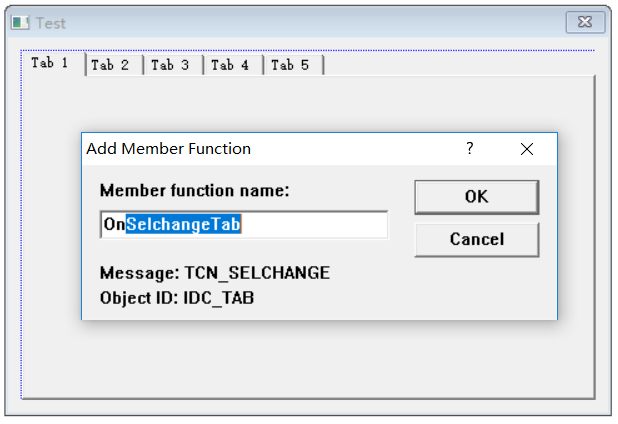 Test
Tab 1 Tab 2 Tab 3 Tab 4 Tab 5
Add Member Function ?
Member function name:
OnSelchangeTab
OK
Cancel
Message: TCN_SELCHANGE
Object ID: IDC_TAB